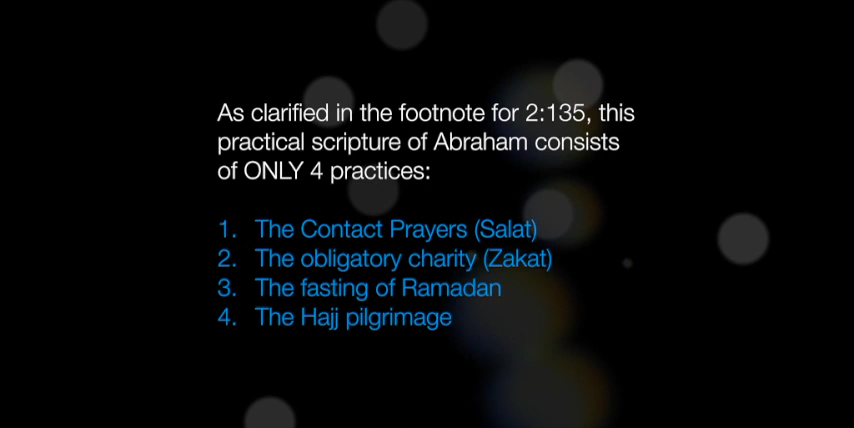 As clarified in the footnote for 2:135, this
practical scripture of Abraham consists
of ONLY 4 practices:
1. The Contact Prayers (Salat)
2. The obligatory charity (Zakat)
3. The fasting of Ramadan
4. The Hajj pilgrimage